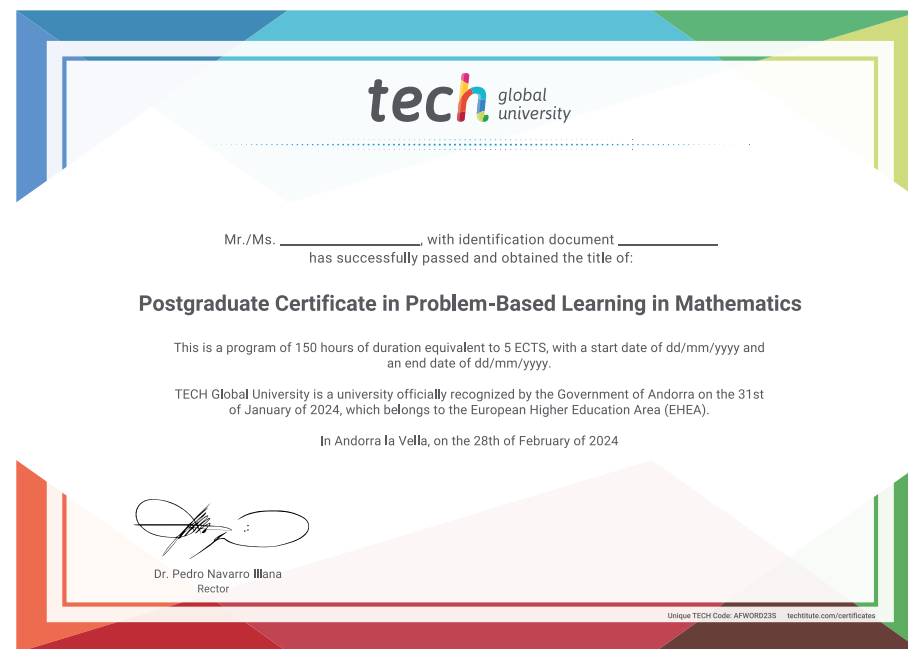 tech global
university
Mr./Ms. ____________________, with identification document ______________
has successfully passed and obtained the title of:
Postgraduate Certificate in Problem-Based Learning in Mathematics
This is a program of 150 hours of duration equivalent to 5 ECTS, with a start date of dd/mm/yyyy and
an end date of dd/mm/yyyy.
TECH Global University is a university officially recognized by the Government of Andorra on the 31st
of January of 2024, which belongs to the European Higher Education Area (EHEA).
In Andorra la Vella, on the 28th of February of 2024
Dr. Pedro Navarro Illana
Rector
Unique TECH Code: AFWORD23S techtitute.com/certificates